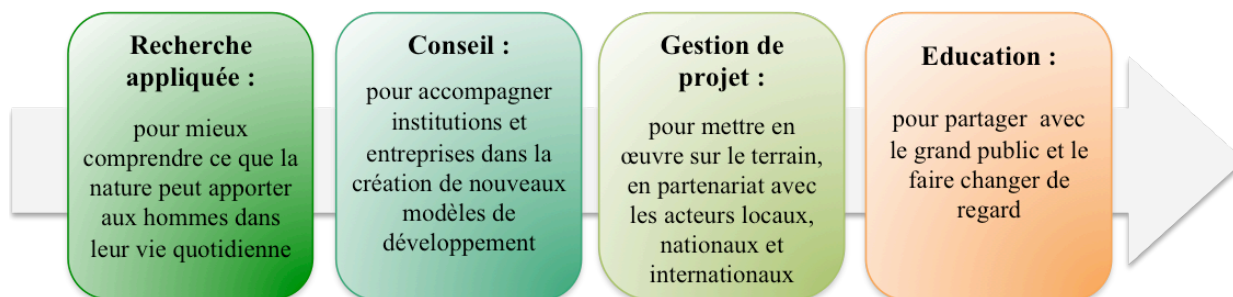 Recherche
appliquée :
pour mieux
comprendre ce que la
nature peut apporter
aux hommes dans
leur vie quotidienne
Conseil :
pour accompagner
institutions et
entreprises dans la
création de nouveaux
modèles de
développement
Gestion de
projet :
pour mettre en
œuvre sur le terrain,
en partenariat avec
les acteurs locaux,
nationaux et
internationaux
Education :
pour partager avec
le grand public et le
faire changer de
regard